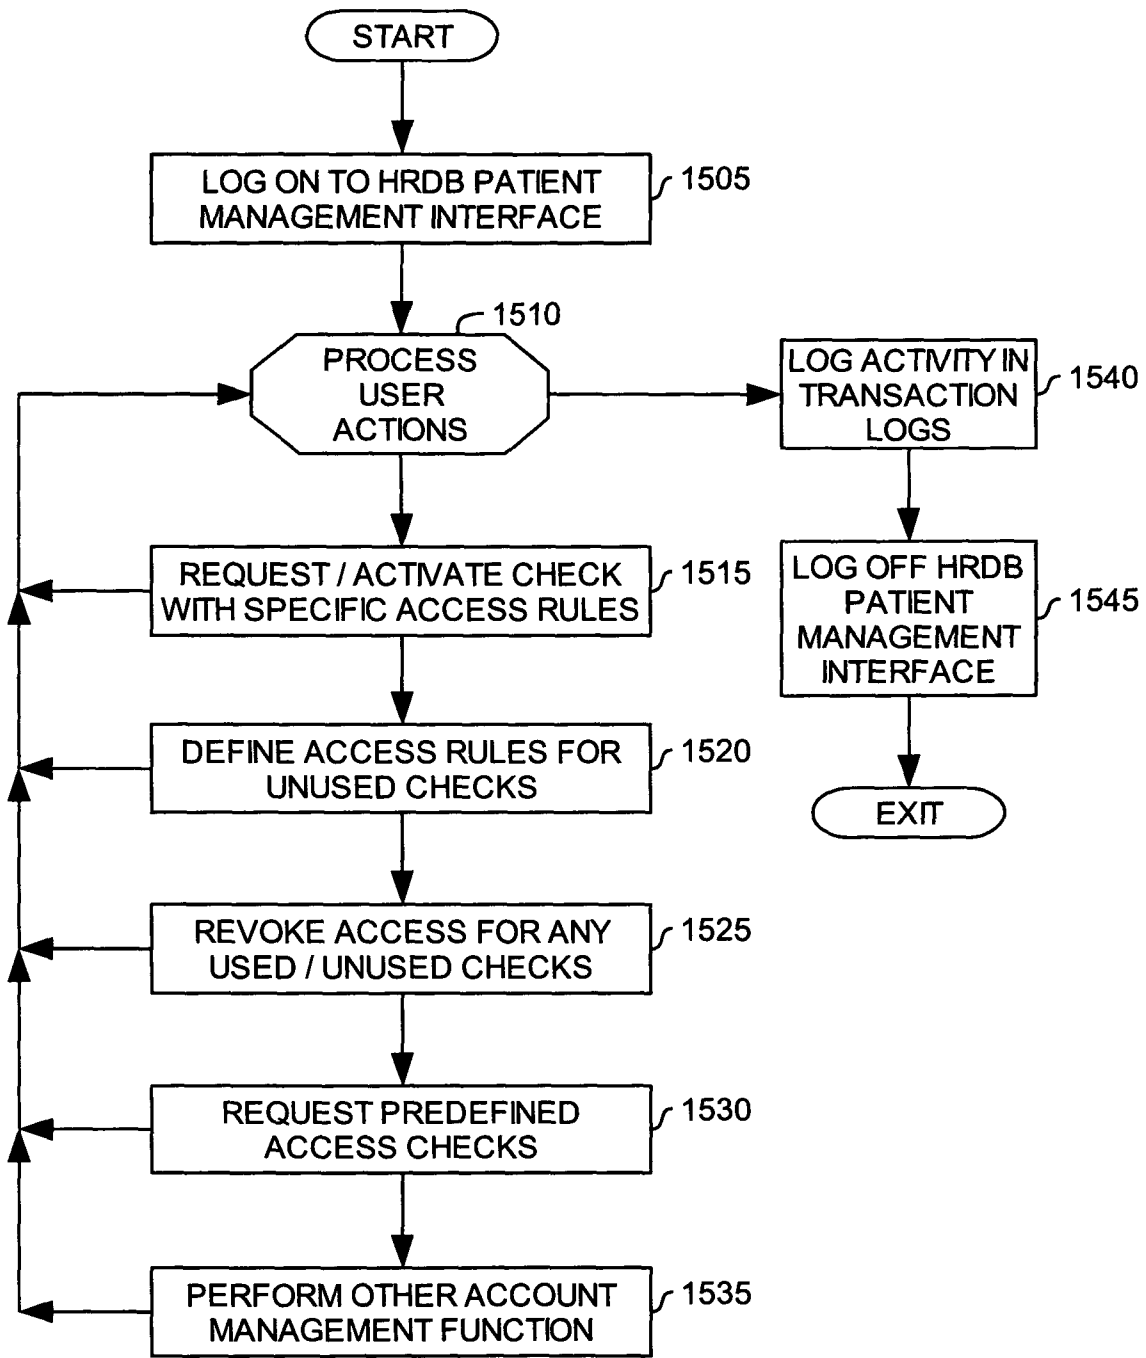 START
LOG ON TO HRDB PATIENT
MANAGEMENT INTERFACE
1505
1510
PROCESS
USER
ACTIONS
LOG ACTIVITY IN
TRANSACTION
LOGS
1540
REQUEST / ACTIVATE CHECK
WITH SPECIFIC ACCESS RULES
1515
LOG OFF HRDB
PATIENT
MANAGEMENT
INTERFACE
1545
DEFINE ACCESS RULES FOR
UNUSED CHECKS
1520
EXIT
REVOKE ACCESS FOR ANY
USED / UNUSED CHECKS
1525
REQUEST PREDEFINED
ACCESS CHECKS
1530
PERFORM OTHER ACCOUNT
MANAGEMENT FUNCTION
1535